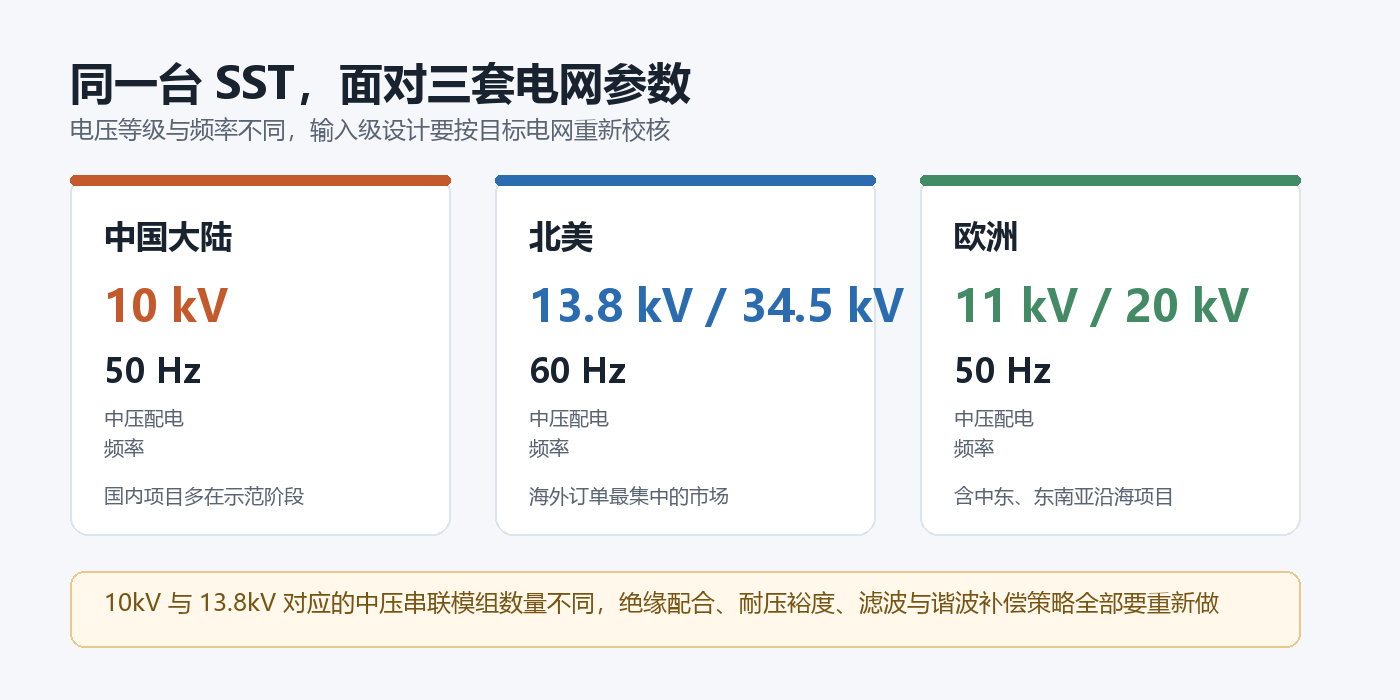 同一台 SST，面对三套电网参数
电压等级与频率不同，输入级设计要按目标电网重新校核
中国大陆
10 kV
50 Hz
中压配电
频率
国内项目多在示范阶段
北美
13.8 kV / 34.5 kV
60 Hz
中压配电
频率
海外订单最集中的市场
欧洲
11 kV / 20 kV
50 Hz
中压配电
频率
含中东、东南亚沿海项目
10kV 与 13.8kV 对应的中压串联模组数量不同，绝缘配合、耐压裕度、滤波与谐波补偿策略全部要重新做